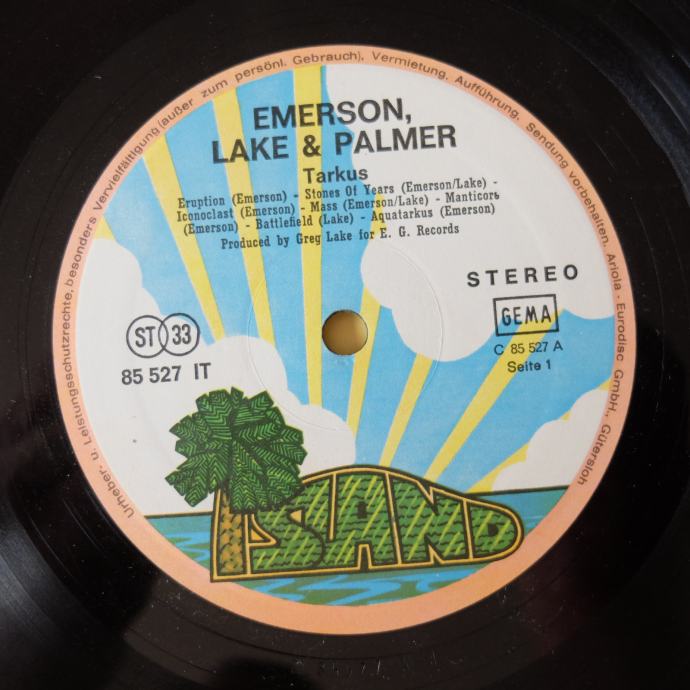 Urheber- u. Leistungsschutzrechte, besonders Vervielfältigung (außer zum persönl. Gebrauch), Vermietung, Aufführung, Sendung vorbehalten. Ariola - Eurodisc GmbH., Gütersloh
EMERSON,
LAKE & PALMER
Tarkus
Eruption (Emerson) - Stones Of Years (Emerson/Lake) -
Iconoclast (Emerson) - Mass (Emerson/Lake) - Manticore
(Emerson) - Battlefield (Lake) - Aquatarkus (Emerson)
Produced by Greg Lake for E. G. Records
STEREO
GEMA
C 85 527 A
Seite 1
ST 33
85 527 IT
ISLAND